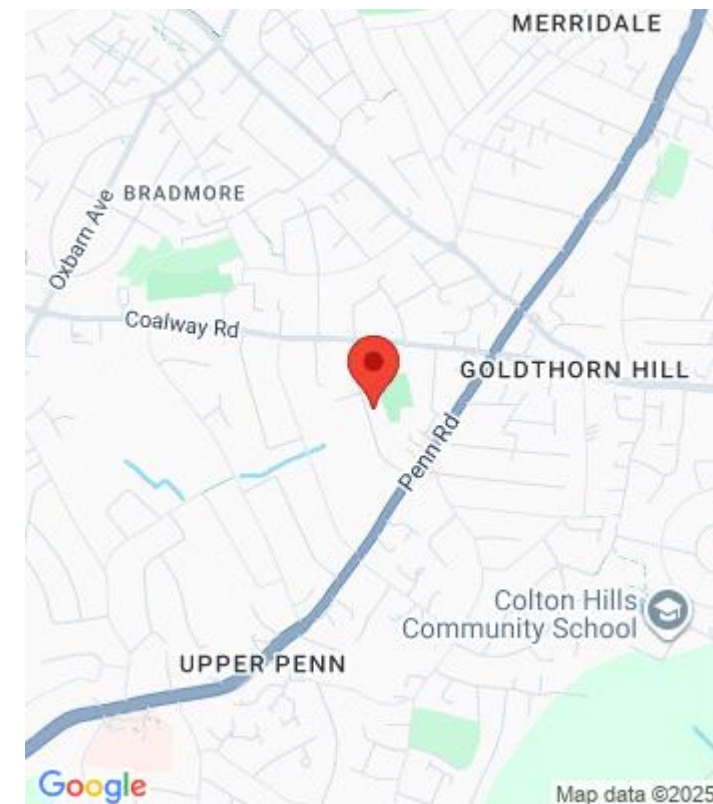 MERRIDALE
BRADMORE
Oxbarn Ave
Coalway Rd
GOLDTHORN HILL
Penn Rd
Colton Hills
Community School
UPPER PENN
Google
Map data ©2025